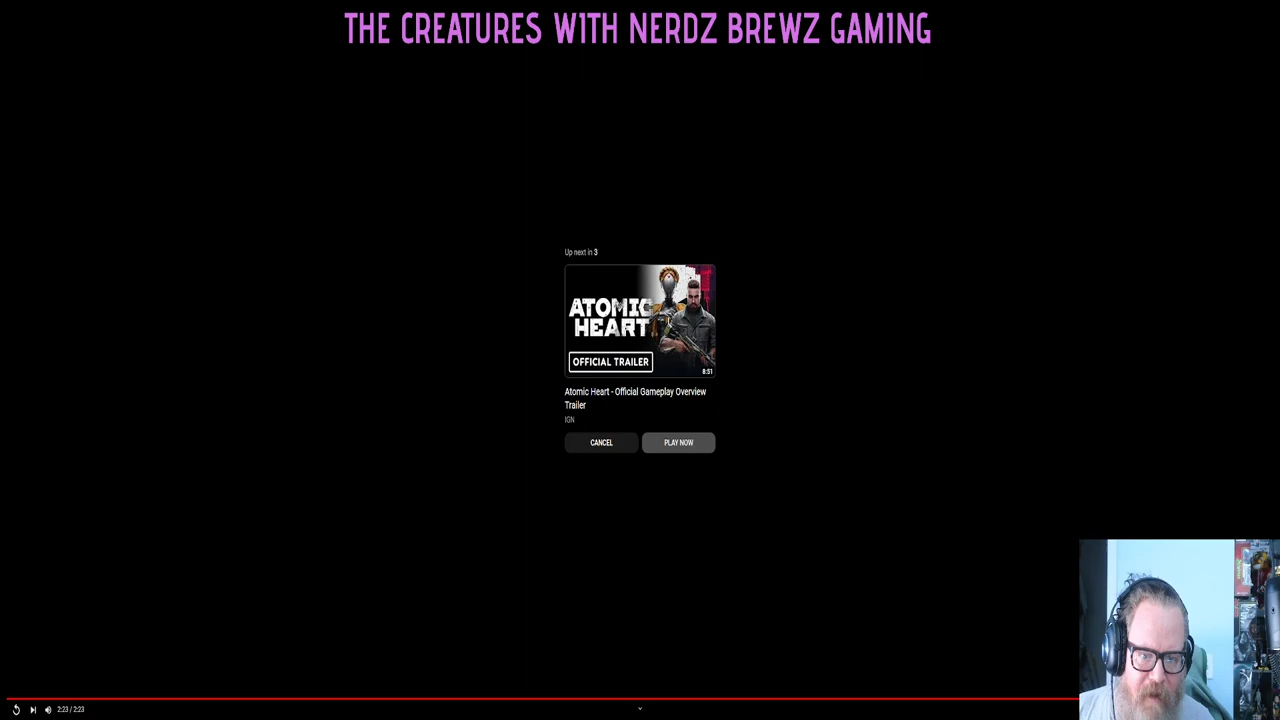 THE CREATURES WITH NERDZ BREWZ GAMING
Up next in 3
ATOMIC
HEART
OFFICIAL TRAILER
8:51
Atomic Heart - Official Gameplay Overview
Trailer
IGN
CANCEL
PLAY NOW
2:23 / 2:23